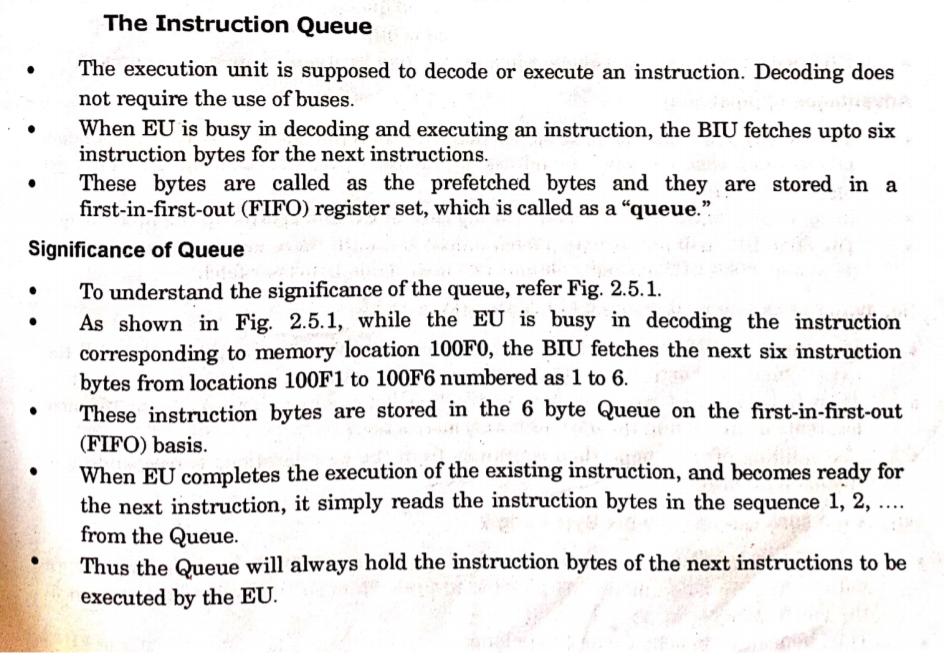 The Instruction Queue
• The execution unit is supposed to decode or execute an instruction. Decoding does
not require the use of buses.
• When EU is busy in decoding and executing an instruction, the BIU fetches upto six
instruction bytes for the next instructions.
• These bytes are called as the prefetched bytes and they are stored in a
first-in-first-out (FIFO) register set, which is called as a “queue.”
Significance of Queue
• To understand the significance of the queue, refer Fig. 2.5.1.
• As shown in Fig. 2.5.1, while the EU is busy in decoding the instruction
corresponding to memory location 100F0, the BIU fetches the next six instruction
bytes from locations 100F1 to 100F6 numbered as 1 to 6.
• These instruction bytes are stored in the 6 byte Queue on the first-in-first-out
(FIFO) basis.
• When EU completes the execution of the existing instruction, and becomes ready for
the next instruction, it simply reads the instruction bytes in the sequence 1, 2, ....
from the Queue.
• Thus the Queue will always hold the instruction bytes of the next instructions to be
executed by the EU.